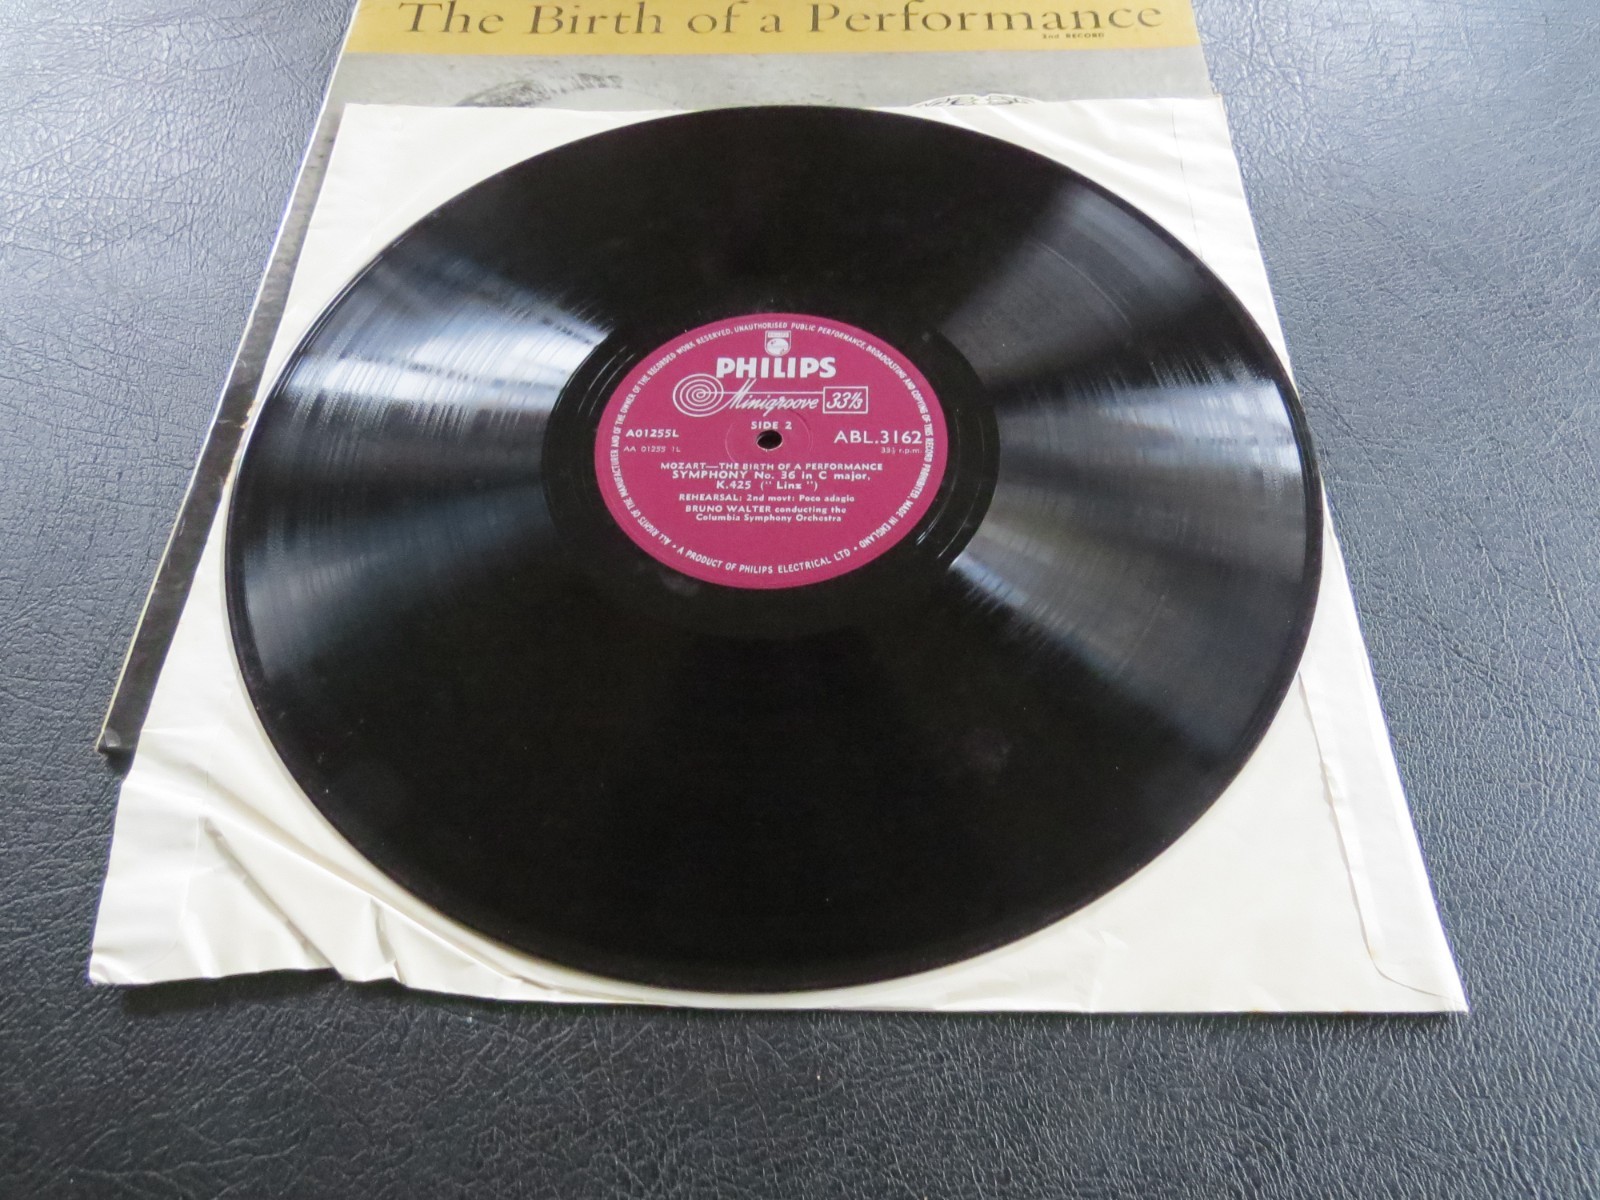 The Birth of a Performance
2nd RECORD
ALL RIGHTS OF THE MANUFACTURER AND OF THE OWNER OF THE RECORDED WORK RESERVED. UNAUTHORISED PUBLIC PERFORMANCE, BROADCASTING AND COPYING OF THIS RECORD PROHIBITED. MADE IN ENGLAND
PHILIPS
Minigroove 33⅓
SIDE 2
A01255L
ABL.3162
AA 01255 1L
33⅓ r.p.m.
MOZART—THE BIRTH OF A PERFORMANCE
SYMPHONY No. 36 in C major,
K.425 ("Linz")
REHEARSAL: 2nd movt: Poco adagio
BRUNO WALTER conducting the
Columbia Symphony Orchestra
• A PRODUCT OF PHILIPS ELECTRICAL LTD •